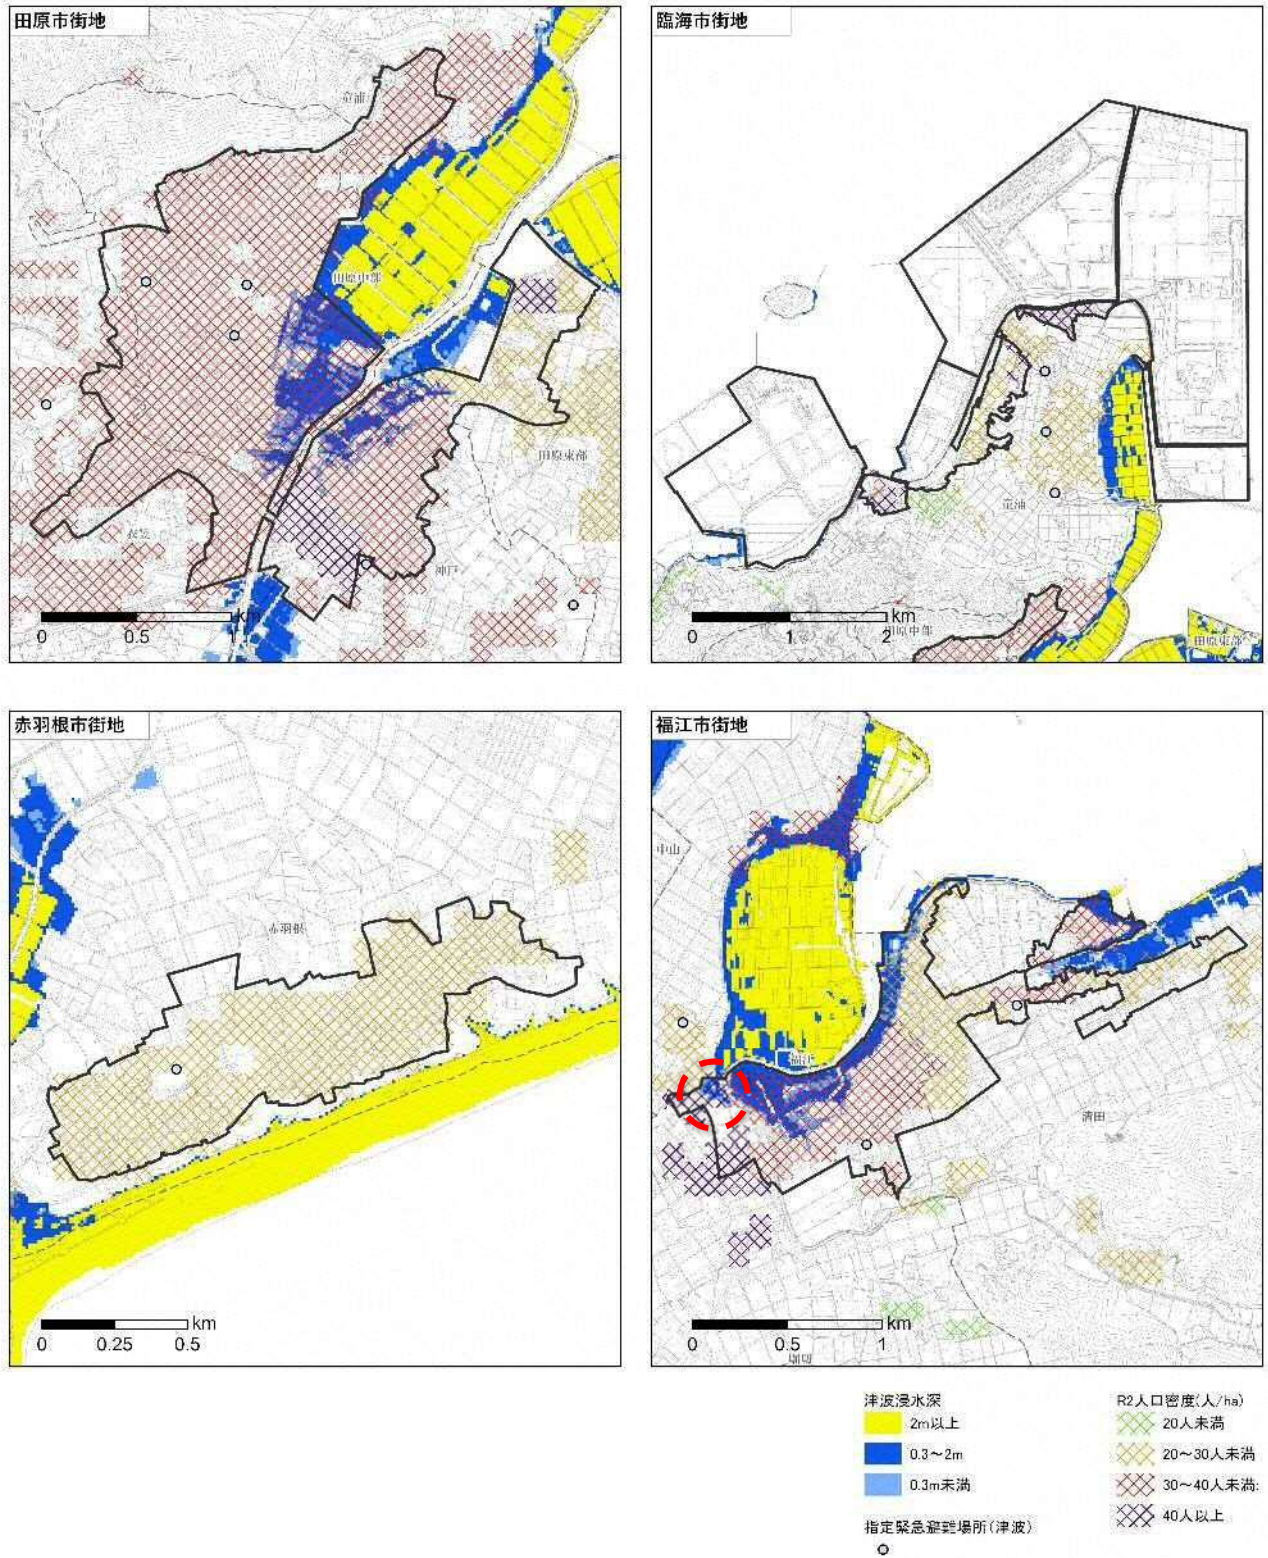 田原市街地
童浦
田原中部
田原東部
衣笠
神戸
km
0
0.5
1
臨海市街地
童浦
田原中部
田原東部
km
0
1
2
赤羽根市街地
赤羽根
km
0
0.25
0.5
福江市街地
中山
福江
清田
堀切
km
0
0.5
1
津波浸水深
2m以上
0.3～2m
0.3m未満
指定緊急避難場所(津波)
R2人口密度(人/ha)
20人未満
20～30人未満
30～40人未満
40人以上